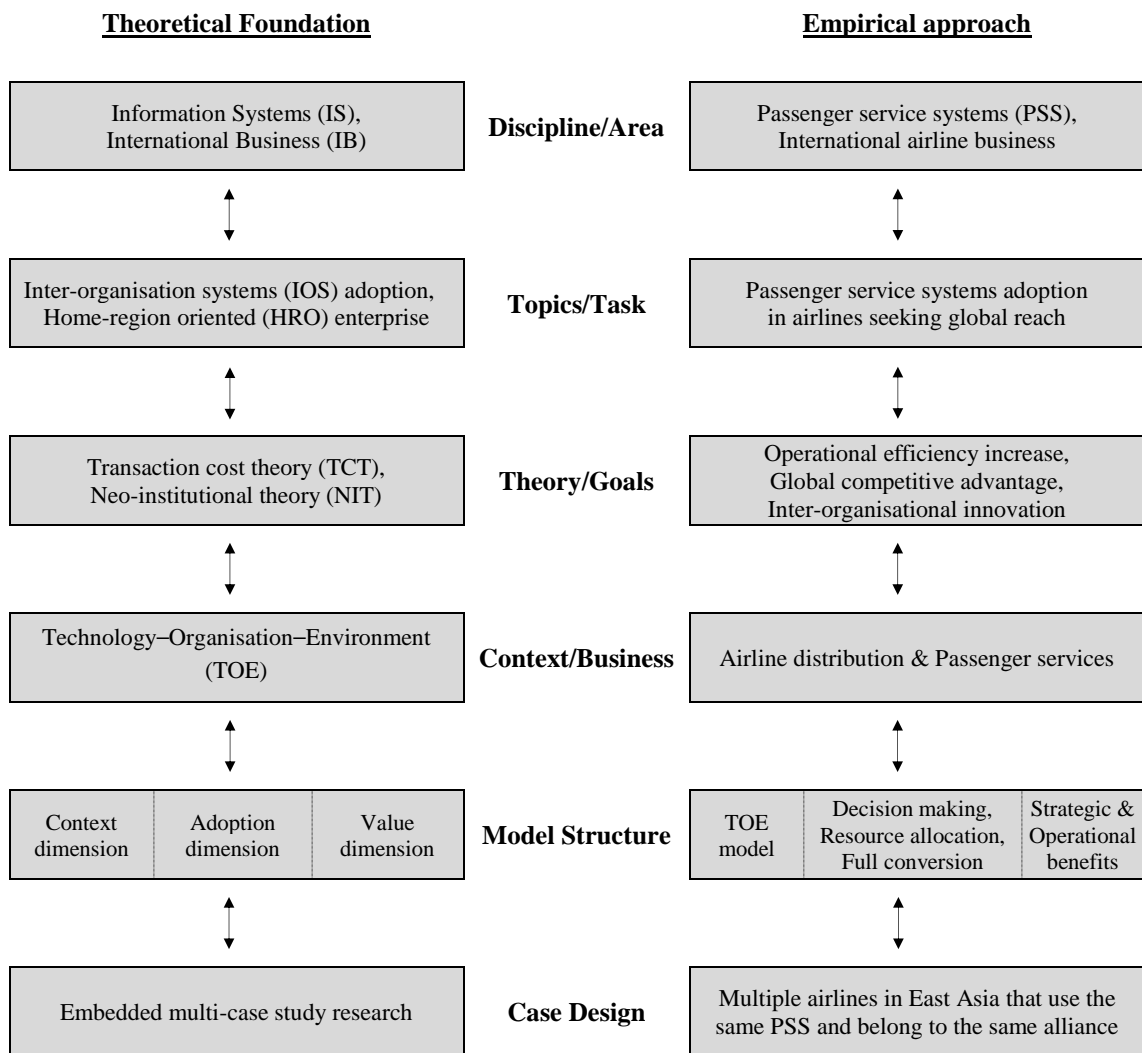 Theoretical Foundation
Empirical approach
Information Systems (IS),
International Business (IB)
Discipline/Area
Passenger service systems (PSS),
International airline business
Inter-organisation systems (IOS) adoption,
Home-region oriented (HRO) enterprise
Topics/Task
Passenger service systems adoption
in airlines seeking global reach
Transaction cost theory (TCT),
Neo-institutional theory (NIT)
Theory/Goals
Operational efficiency increase,
Global competitive advantage,
Inter-organisational innovation
Technology–Organisation–Environment
(TOE)
Context/Business
Airline distribution & Passenger services
Context
dimension
Adoption
dimension
Value
dimension
Model Structure
TOE
model
Decision making,
Resource allocation,
Full conversion
Strategic &
Operational
benefits
Embedded multi-case study research
Case Design
Multiple airlines in East Asia that use the
same PSS and belong to the same alliance